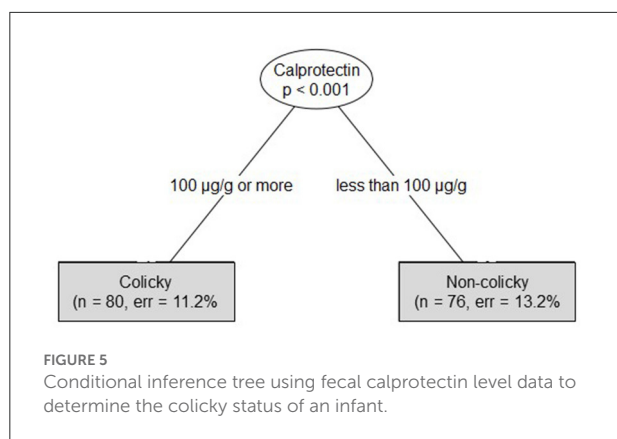 Calprotectin
p < 0.001
100 µg/g or more
less than 100 µg/g
Colicky
(n = 80, err = 11.2%
Non-colicky
(n = 76, err = 13.2%
FIGURE 5
Conditional inference tree using fecal calprotectin level data to
determine the colicky status of an infant.